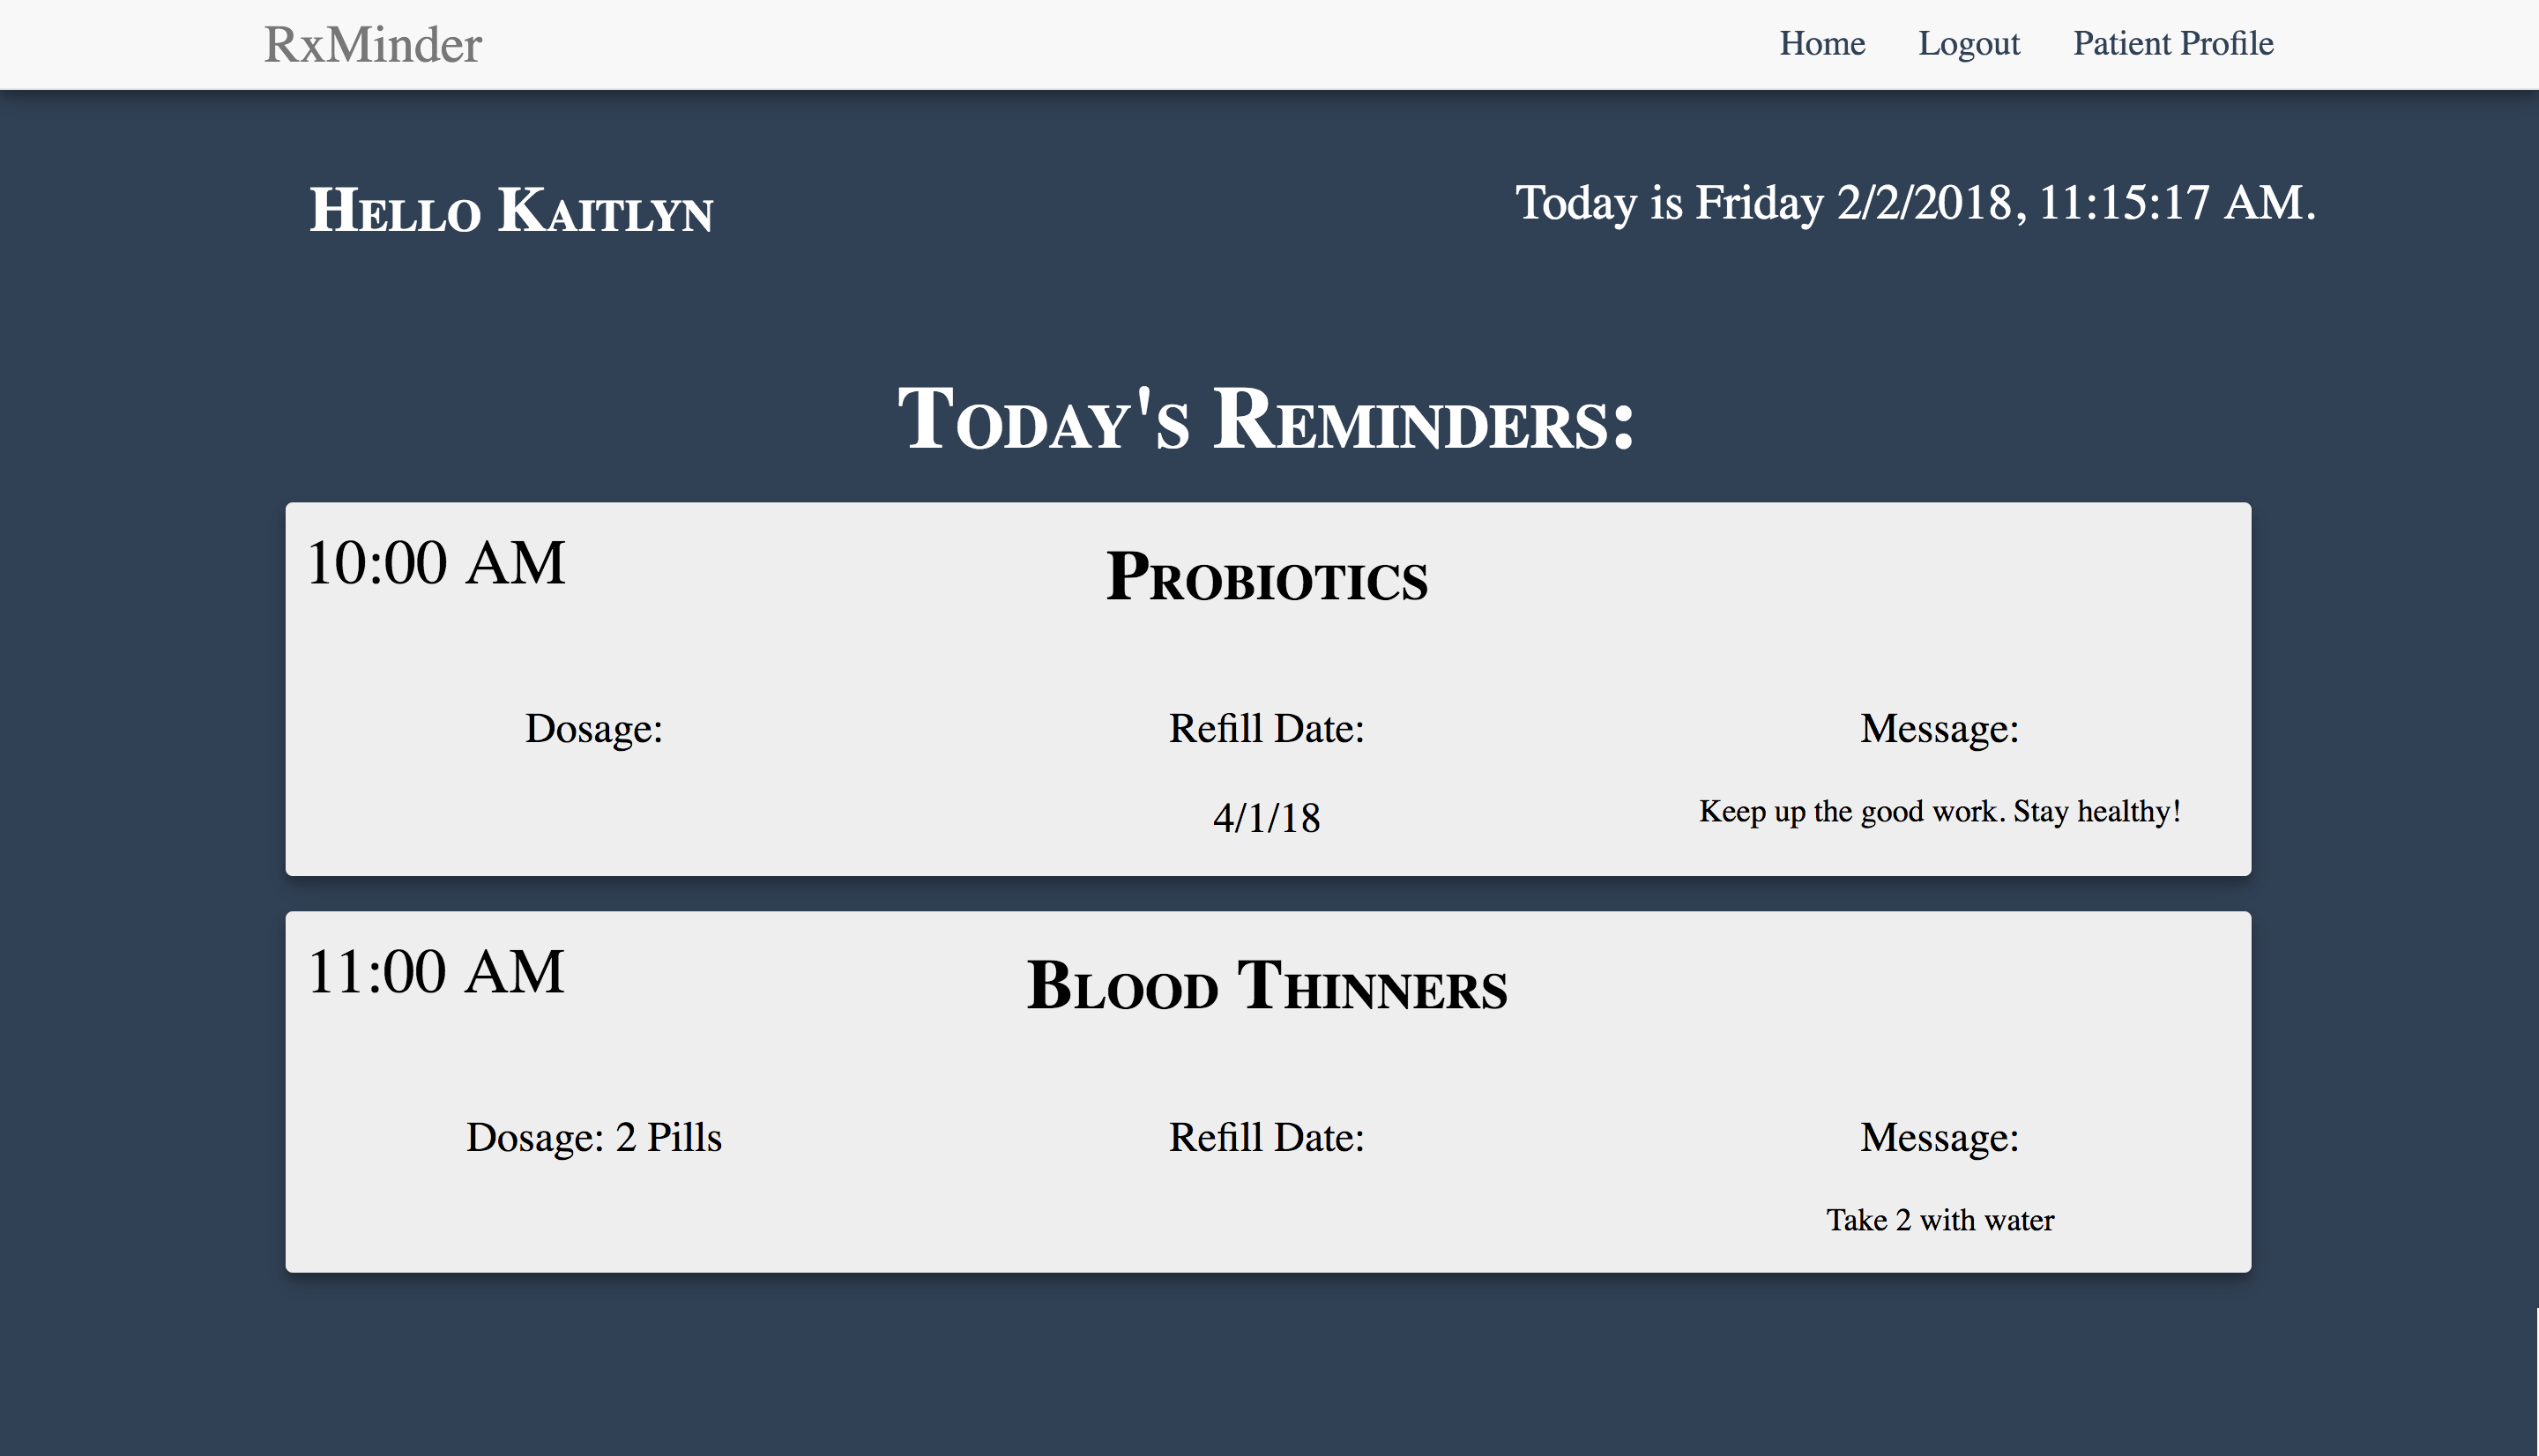 RxMinder
Home Logout Patient Profile
Hello Kaitlyn
Today is Friday 2/2/2018, 11:15:17 AM.
Today's Reminders:
10:00 AM
Probiotics
Dosage: Refill Date: Message:
4/1/18 Keep up the good work. Stay healthy!
11:00 AM
Blood Thinners
Dosage: 2 Pills Refill Date: Message:
Take 2 with water